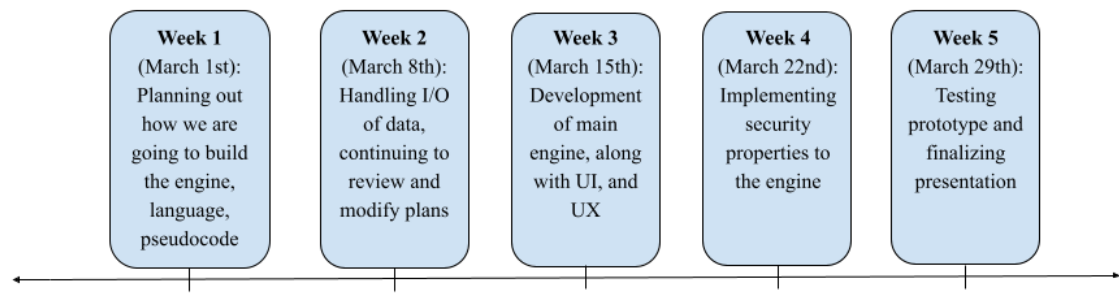 Week 1
(March 1st):
Planning out
how we are
going to build
the engine,
language,
pseudocode
Week 2
(March 8th):
Handling I/O
of data,
continuing to
review and
modify plans
Week 3
(March 15th):
Development
of main
engine, along
with UI, and
UX
Week 4
(March 22nd):
Implementing
security
properties to
the engine
Week 5
(March 29th):
Testing
prototype and
finalizing
presentation